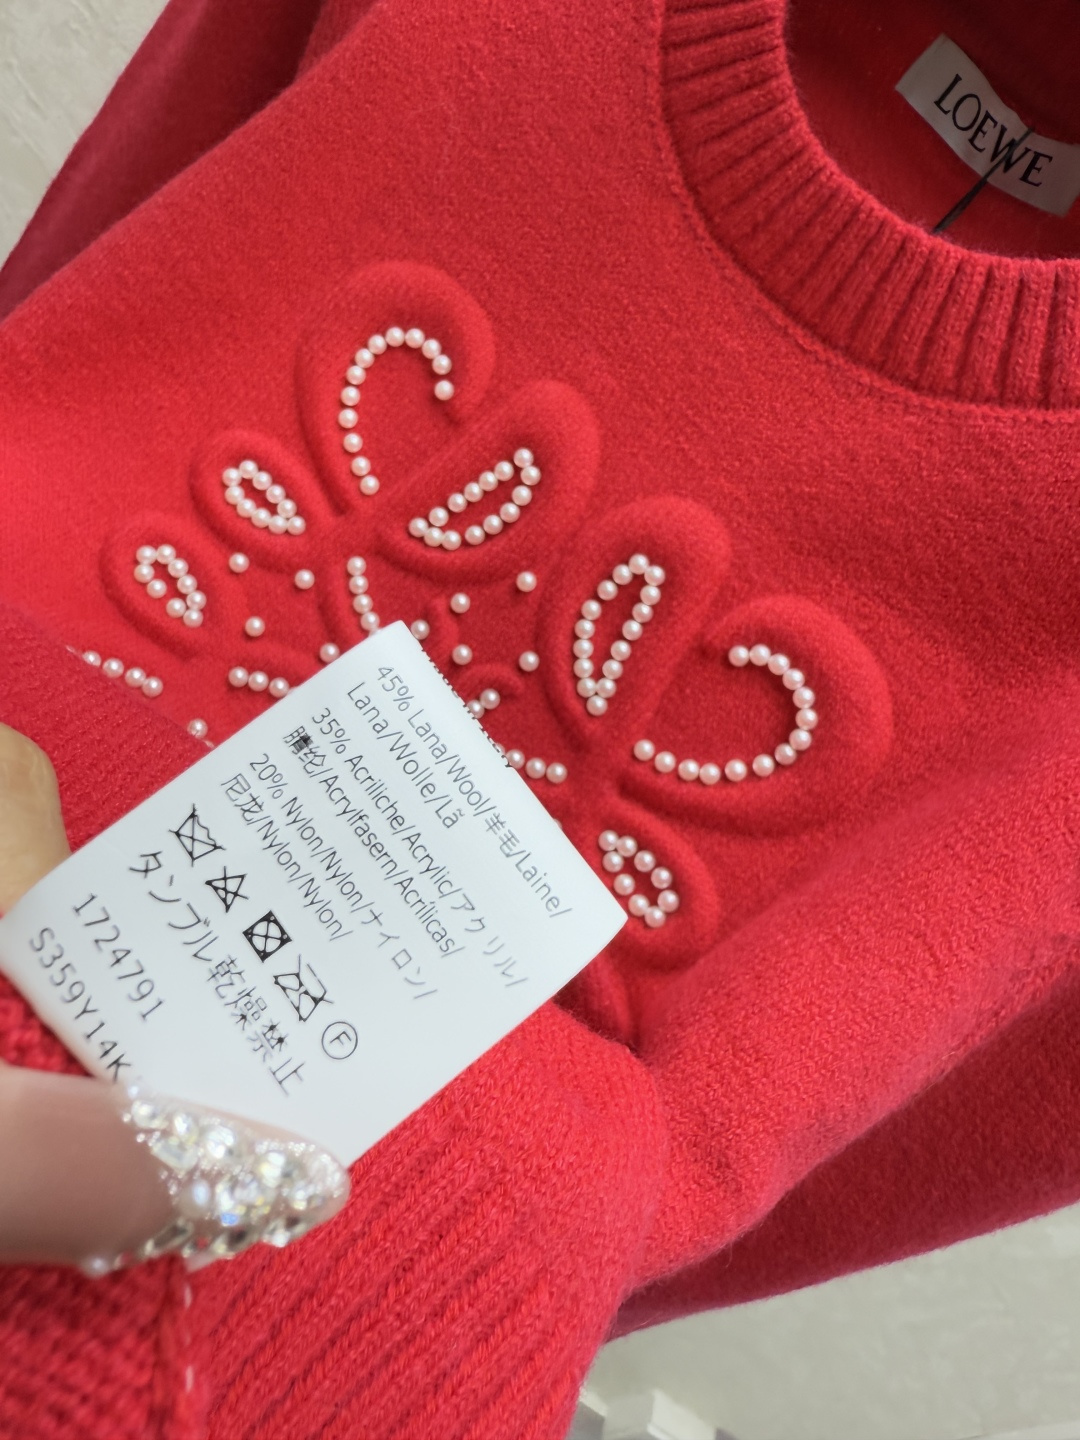 LOEWE
45% Lana/Wool/羊毛/Laine/
Lana/Wolle/Lã
35% Acriliche/Acrylic/アクリル/
腈纶/Acrylfasern/Acrílicas/
20% Nylon/Nylon/ナイロン/
尼龙/Nylon/Nylon/
F
タンブル乾燥禁止
1724791
S359Y14K